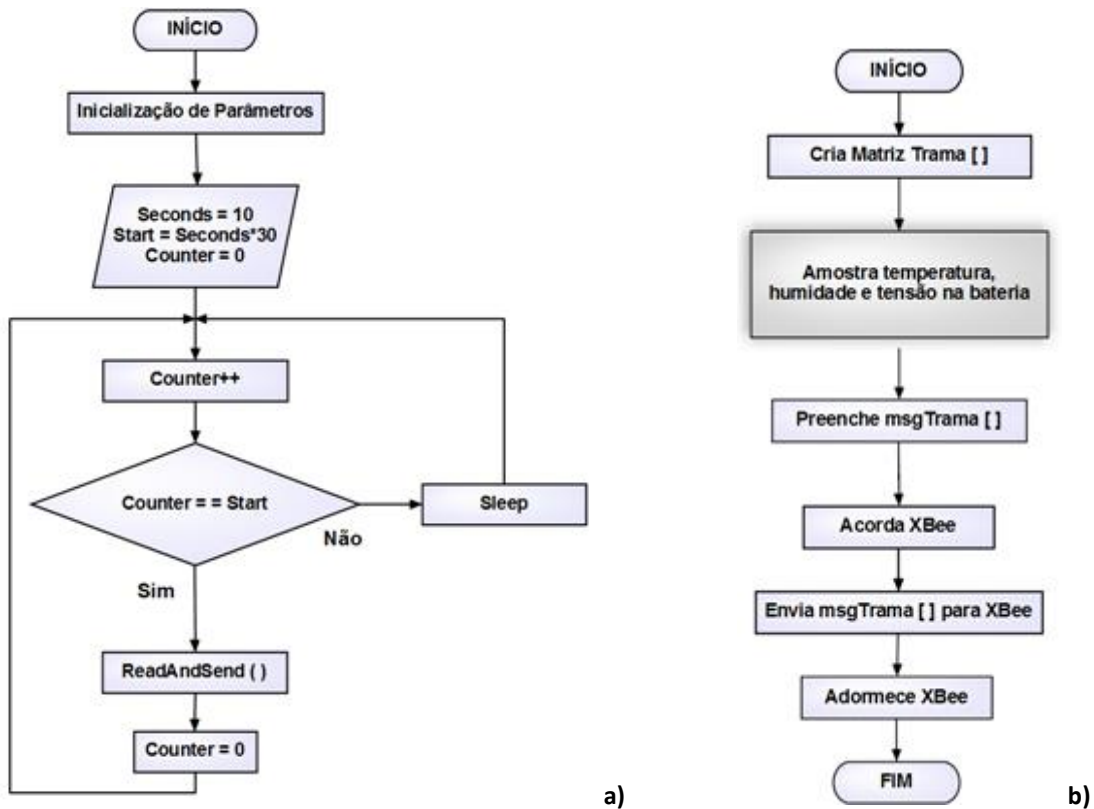 INÍCIO
Inicialização de Parâmetros
Seconds = 10
Start = Seconds*30
Counter = 0
Counter++
Counter = = Start
Sleep
Não
Sim
ReadAndSend ( )
Counter = 0
a)
INÍCIO
Cria Matriz Trama [ ]
Amostra temperatura,
humidade e tensão na bateria
Preenche msgTrama [ ]
Acorda XBee
Envia msgTrama [ ] para XBee
Adormece XBee
FIM
b)